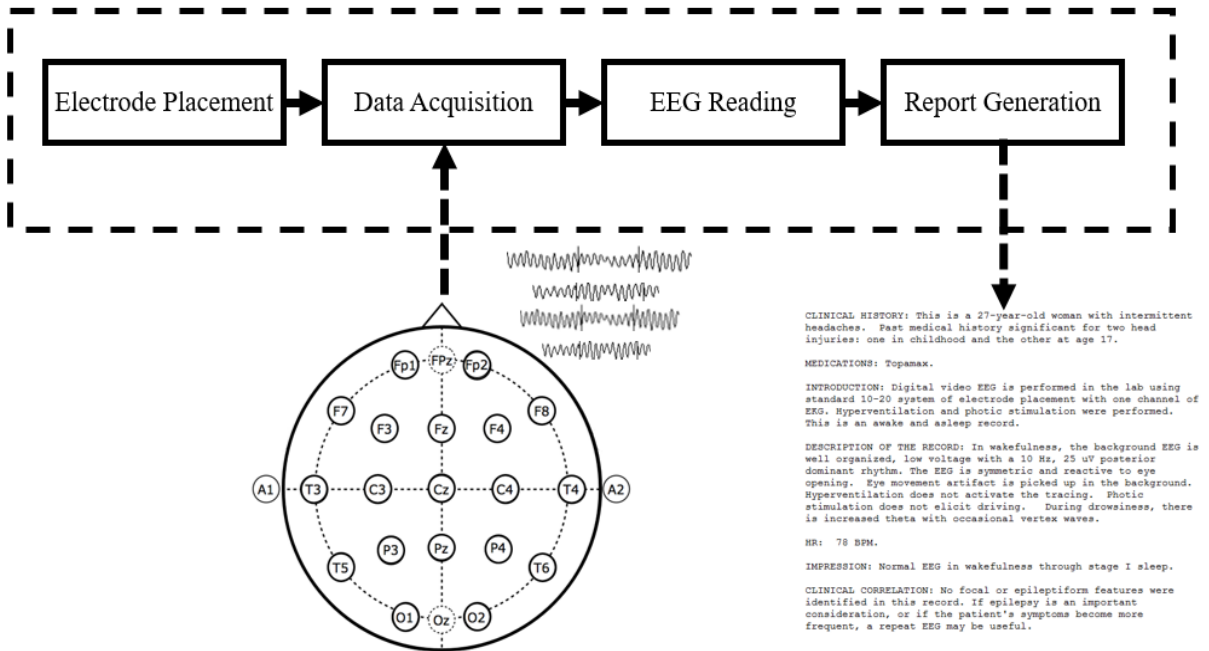 Electrode Placement
Data Acquisition
EEG Reading
Report Generation
Fp1
FPz
Fp2
F7
F3
Fz
F4
F8
A1
T3
C3
Cz
C4
T4
A2
T5
P3
Pz
P4
T6
O1
Oz
O2
CLINICAL HISTORY: This is a 27-year-old woman with intermittent
headaches. Past medical history significant for two head
injuries: one in childhood and the other at age 17.
MEDICATIONS: Topamax.
INTRODUCTION: Digital video EEG is performed in the lab using
standard 10-20 system of electrode placement with one channel of
EKG. Hyperventilation and photic stimulation were performed.
This is an awake and asleep record.
DESCRIPTION OF THE RECORD: In wakefulness, the background EEG is
well organized, low voltage with a 10 Hz, 25 uV posterior
dominant rhythm. The EEG is symmetric and reactive to eye
opening. Eye movement artifact is picked up in the background.
Hyperventilation does not activate the tracing. Photic
stimulation does not elicit driving. During drowsiness, there
is increased theta with occasional vertex waves.
HR: 78 BPM.
IMPRESSION: Normal EEG in wakefulness through stage I sleep.
CLINICAL CORRELATION: No focal or epileptiform features were
identified in this record. If epilepsy is an important
consideration, or if the patient's symptoms become more
frequent, a repeat EEG may be useful.